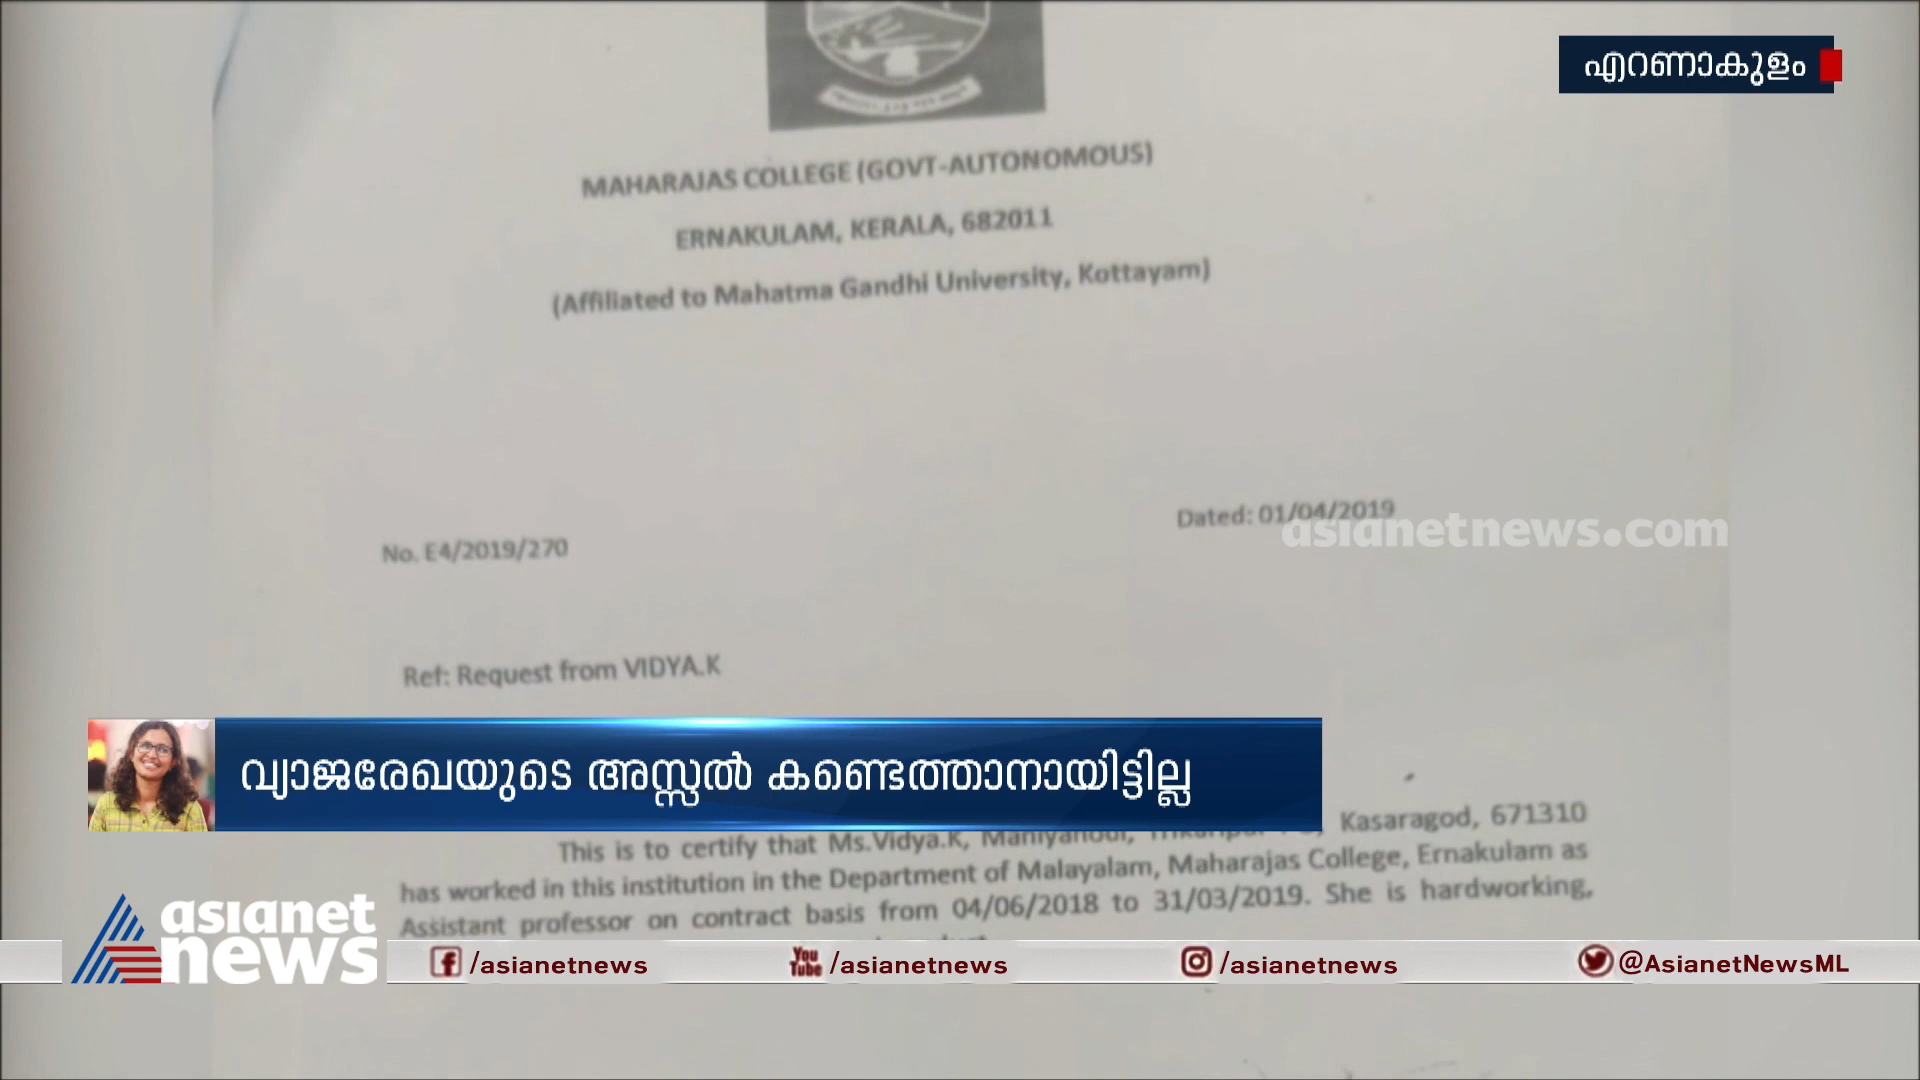 എറണാകുളം
MAHARAJAS COLLEGE (GOVT-AUTONOMOUS)
ERNAKULAM, KERALA, 682011
(Affiliated to Mahatma Gandhi University, Kottayam)
Dated: 01/04/2019
asianetnews.com
No. E4/2019/270
Ref: Request from VIDYA.K
വ്യാജരേഖയുടെ അസ്സൽ കണ്ടെത്താനായിട്ടില്ല
This is to certify that Ms.Vidya.K, Kasaragod, 671310
has worked in this institution in the Department of Malayalam, Maharajas College, Ernakulam as
Assistant professor on contract basis from 04/06/2018 to 31/03/2019. She is hardworking,
asianet
news
/asianetnews
You
Tube /asianetnews
/asianetnews
@AsianetNewsML